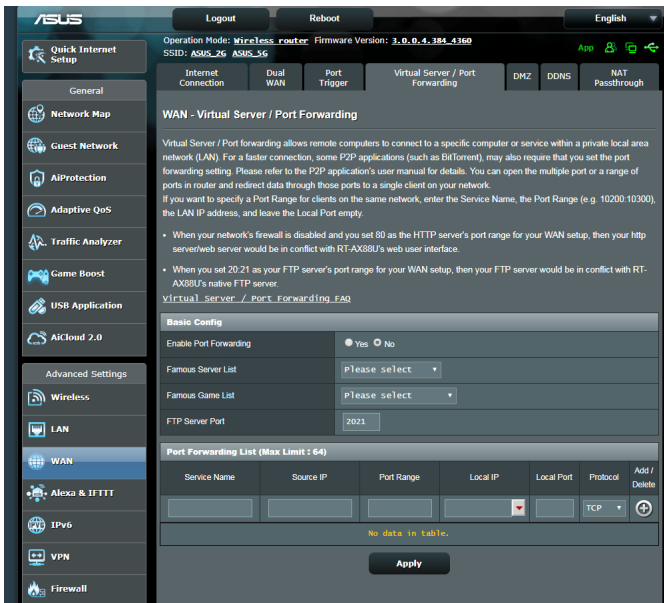 ASUS
Logout
Reboot
English
Quick Internet
Setup
Operation Mode: Wireless router Firmware Version: 3.0.0.4.384_4360
SSID: ASUS_2G ASUS_5G
App
General
Network Map
Guest Network
AiProtection
Adaptive QoS
Traffic Analyzer
Game Boost
USB Application
AiCloud 2.0
Advanced Settings
Wireless
LAN
WAN
Alexa & IFTTT
IPv6
VPN
Firewall
Internet
Connection
Dual
WAN
Port
Trigger
Virtual Server / Port
Forwarding
DMZ
DDNS
NAT
Passthrough
WAN - Virtual Server / Port Forwarding
Virtual Server / Port forwarding allows remote computers to connect to a specific computer or service within a private local area
network (LAN). For a faster connection, some P2P applications (such as BitTorrent), may also require that you set the port
forwarding setting. Please refer to the P2P application's user manual for details. You can open the multiple port or a range of
ports in router and redirect data through those ports to a single client on your network.
If you want to specify a Port Range for clients on the same network, enter the Service Name, the Port Range (e.g. 10200:10300),
the LAN IP address, and leave the Local Port empty.
• When your network's firewall is disabled and you set 80 as the HTTP server's port range for your WAN setup, then your http
server/web server would be in conflict with RT-AX88U's web user interface.
• When you set 20:21 as your FTP server's port range for your WAN setup, then your FTP server would be in conflict with RT-
AX88U's native FTP server.
Virtual Server / Port Forwarding FAQ
Basic Config
Enable Port Forwarding Yes No
Famous Server List Please select
Famous Game List Please select
FTP Server Port 2021
Port Forwarding List (Max Limit : 64)
Service Name Source IP Port Range Local IP Local Port Protocol Add /
Delete
TCP
No data in table.
Apply